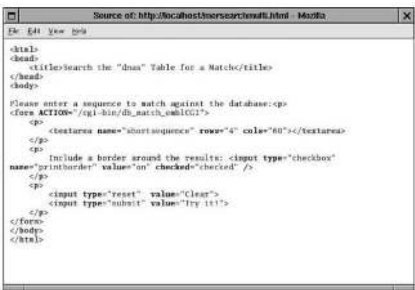 Source of: http://localhost/mersearchmulti.html - Mozilla
File Edit View Help
<html>
<head>
<title>Search the "dnas" Table for a Match</title>
</head>
<body>
Please enter a sequence to match against the database:<p>
<form ACTION="/cgi-bin/db_match_emblCGI">
<p>
<textarea name="shortsequence" rows="4" cols="60"></textarea>
</p>
<p>
Include a border around the results: <input type="checkbox"
name="printborder" value="on" checked="checked" />
</p>
<p>
<input type="reset" value="Clear">
<input type="submit" value="Try it!">
</p>
</form>
</body>
</html>